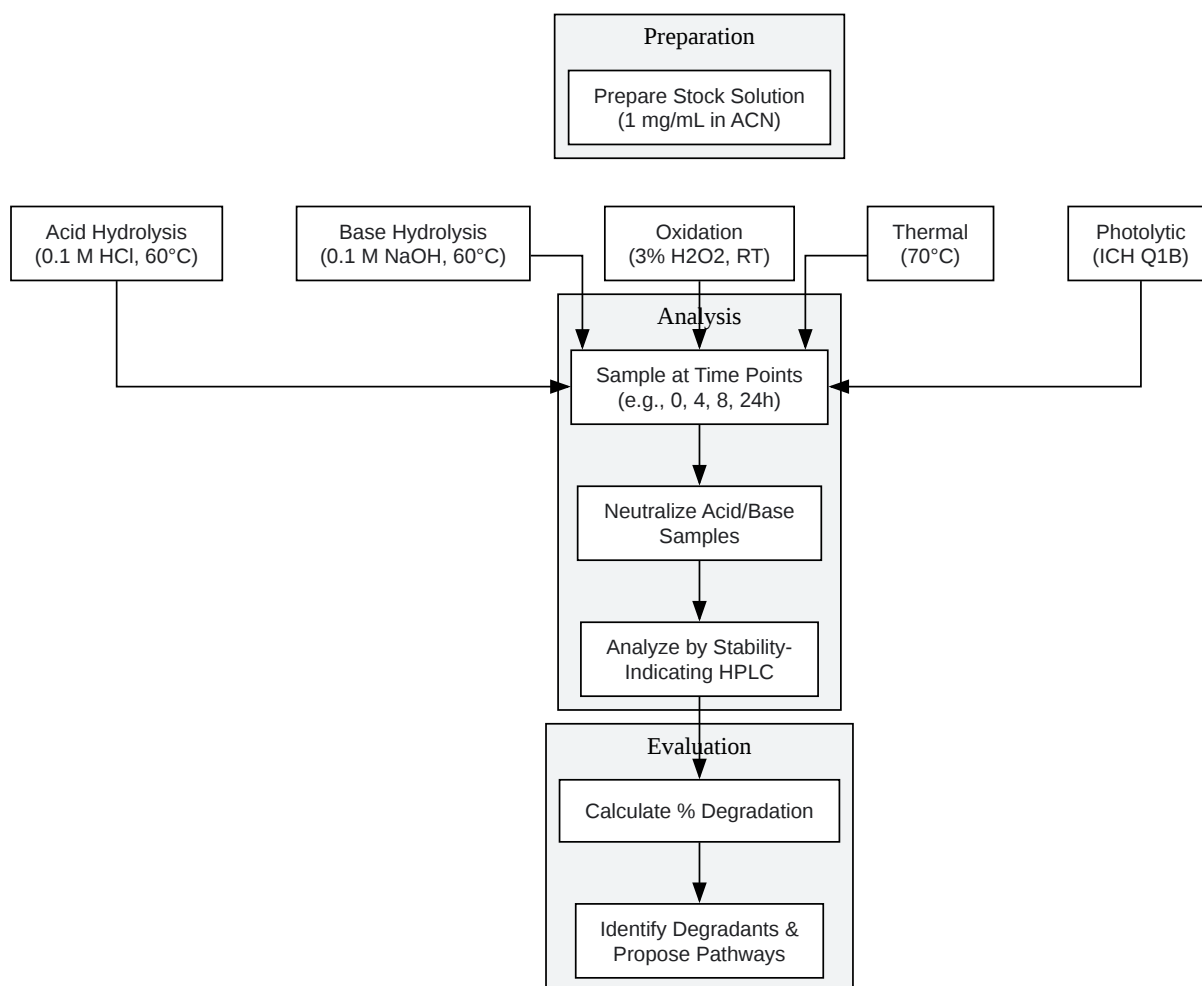 Preparation
Prepare Stock Solution
(1 mg/mL in ACN)
Acid Hydrolysis
(0.1 M HCl, 60°C)
Base Hydrolysis
(0.1 M NaOH, 60°C)
Oxidation
(3% H2O2, RT)
Thermal
(70°C)
Photolytic
(ICH Q1B)
Analysis
Sample at Time Points
(e.g., 0, 4, 8, 24h)
Neutralize Acid/Base
Samples
Analyze by Stability-
Indicating HPLC
Evaluation
Calculate % Degradation
Identify Degradants &
Propose Pathways